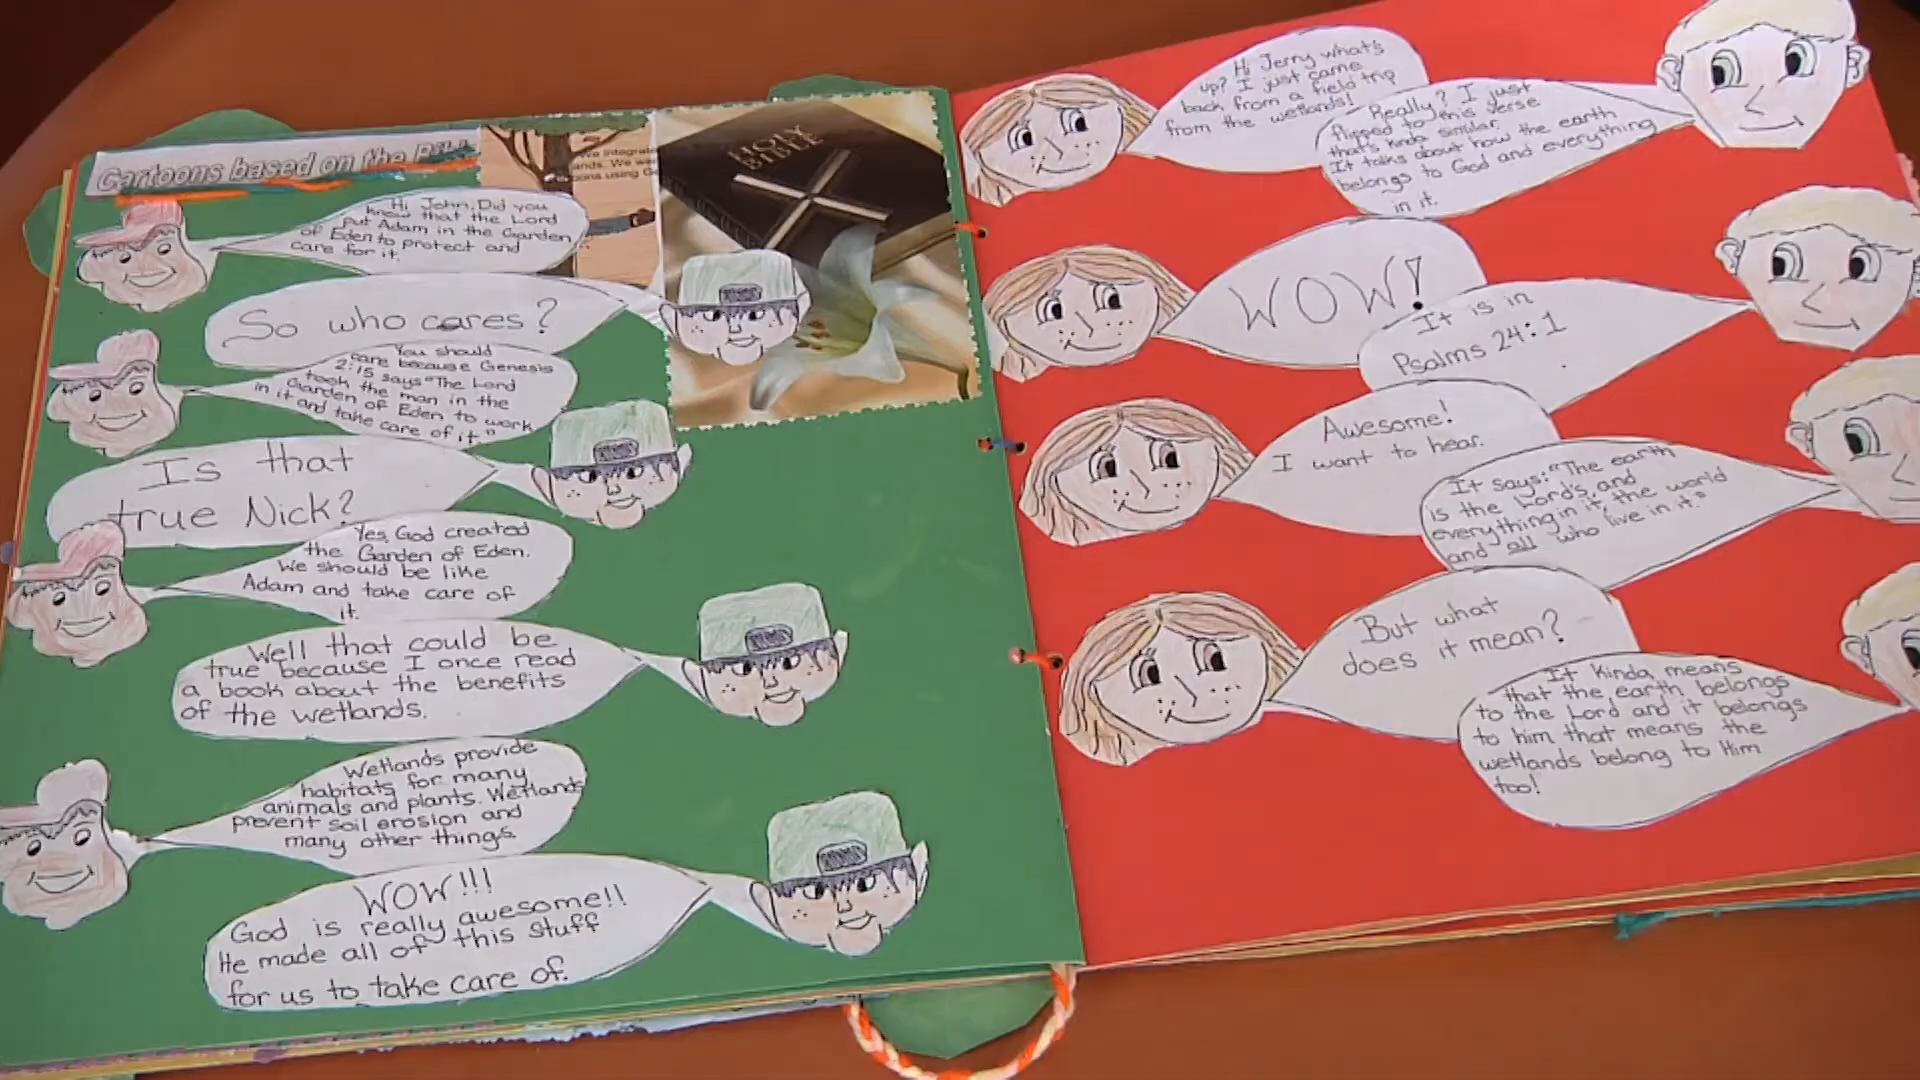 Cartoons based on the
We integrate
ands. We we
oons using G
HOLY
BIBLE
Hi John. Did you
know that the Lord
put Adam in the Garden
of Eden to protect and
care for it.
So who cares?
You should
care because Genesis
2:15 says "The Lord
took the man in the
Garden of Eden to work
in it and take care of it."
Is that
true Nick?
Yes, God created
the Garden of Eden.
We should be like
Adam and take care of
it.
Well that could be
true because I once read
a book about the benefits
of the wetlands.
Wetlands provide
habitats for many
animals and plants. Wetlands
prevent soil erosion and
many other things.
WOW!!!
God is really awesome!!
He made all of this stuff
for us to take care of.
Hi Jerry what's
up? I just came
back from a field trip
from the wetlands!
Really? I just
flipped to this verse
that's kinda similar.
It talks about how the earth
belongs to God and everything
in it.
WOW!
It is in
Psalms 24:1
Awesome!
I want to hear.
It says: "The earth
is the Lord's, and
everything in it, the world
and all who live in it."
But what
does it mean?
It kinda means
that the earth belongs
to the Lord and it belongs
to him that means the
wetlands belong to Him
too!